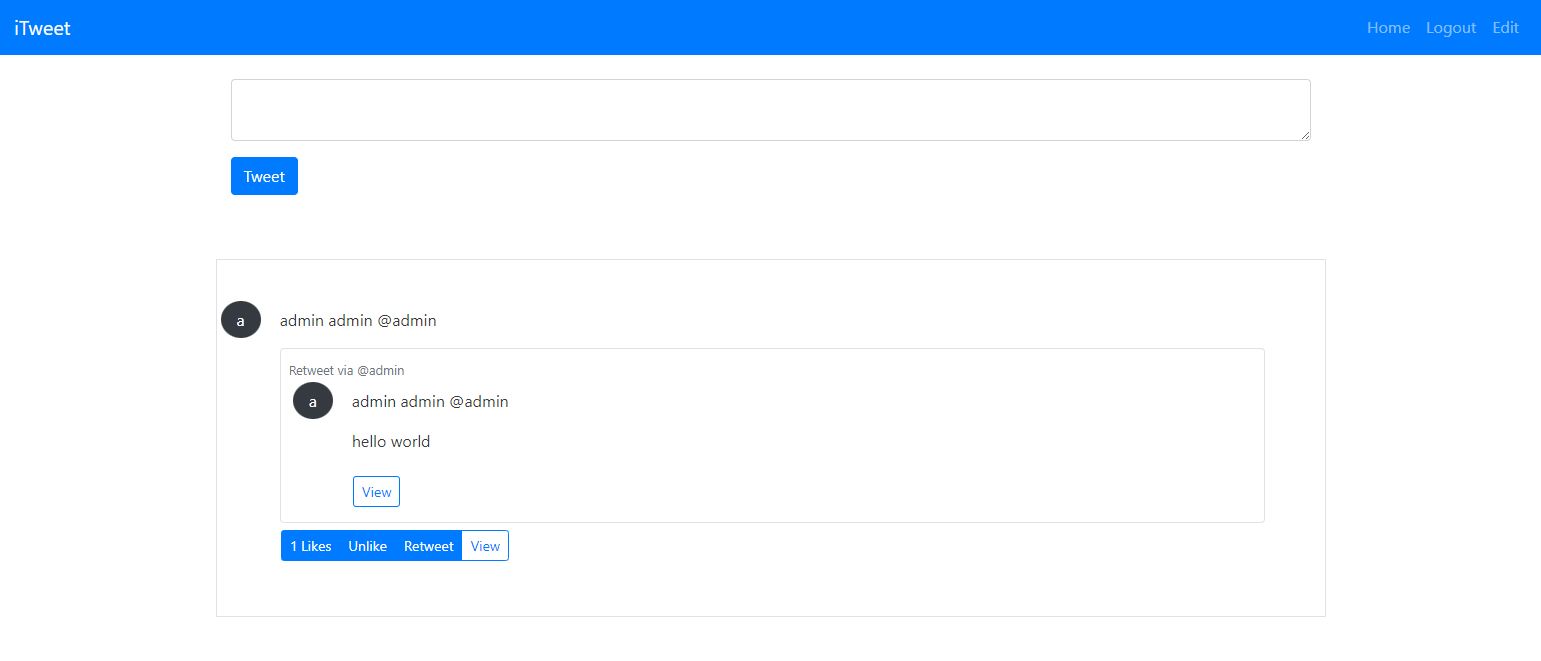 iTweet Home Logout Edit
Tweet
a admin admin @admin
Retweet via @admin
a admin admin @admin
hello world
View
1 Likes Unlike Retweet View